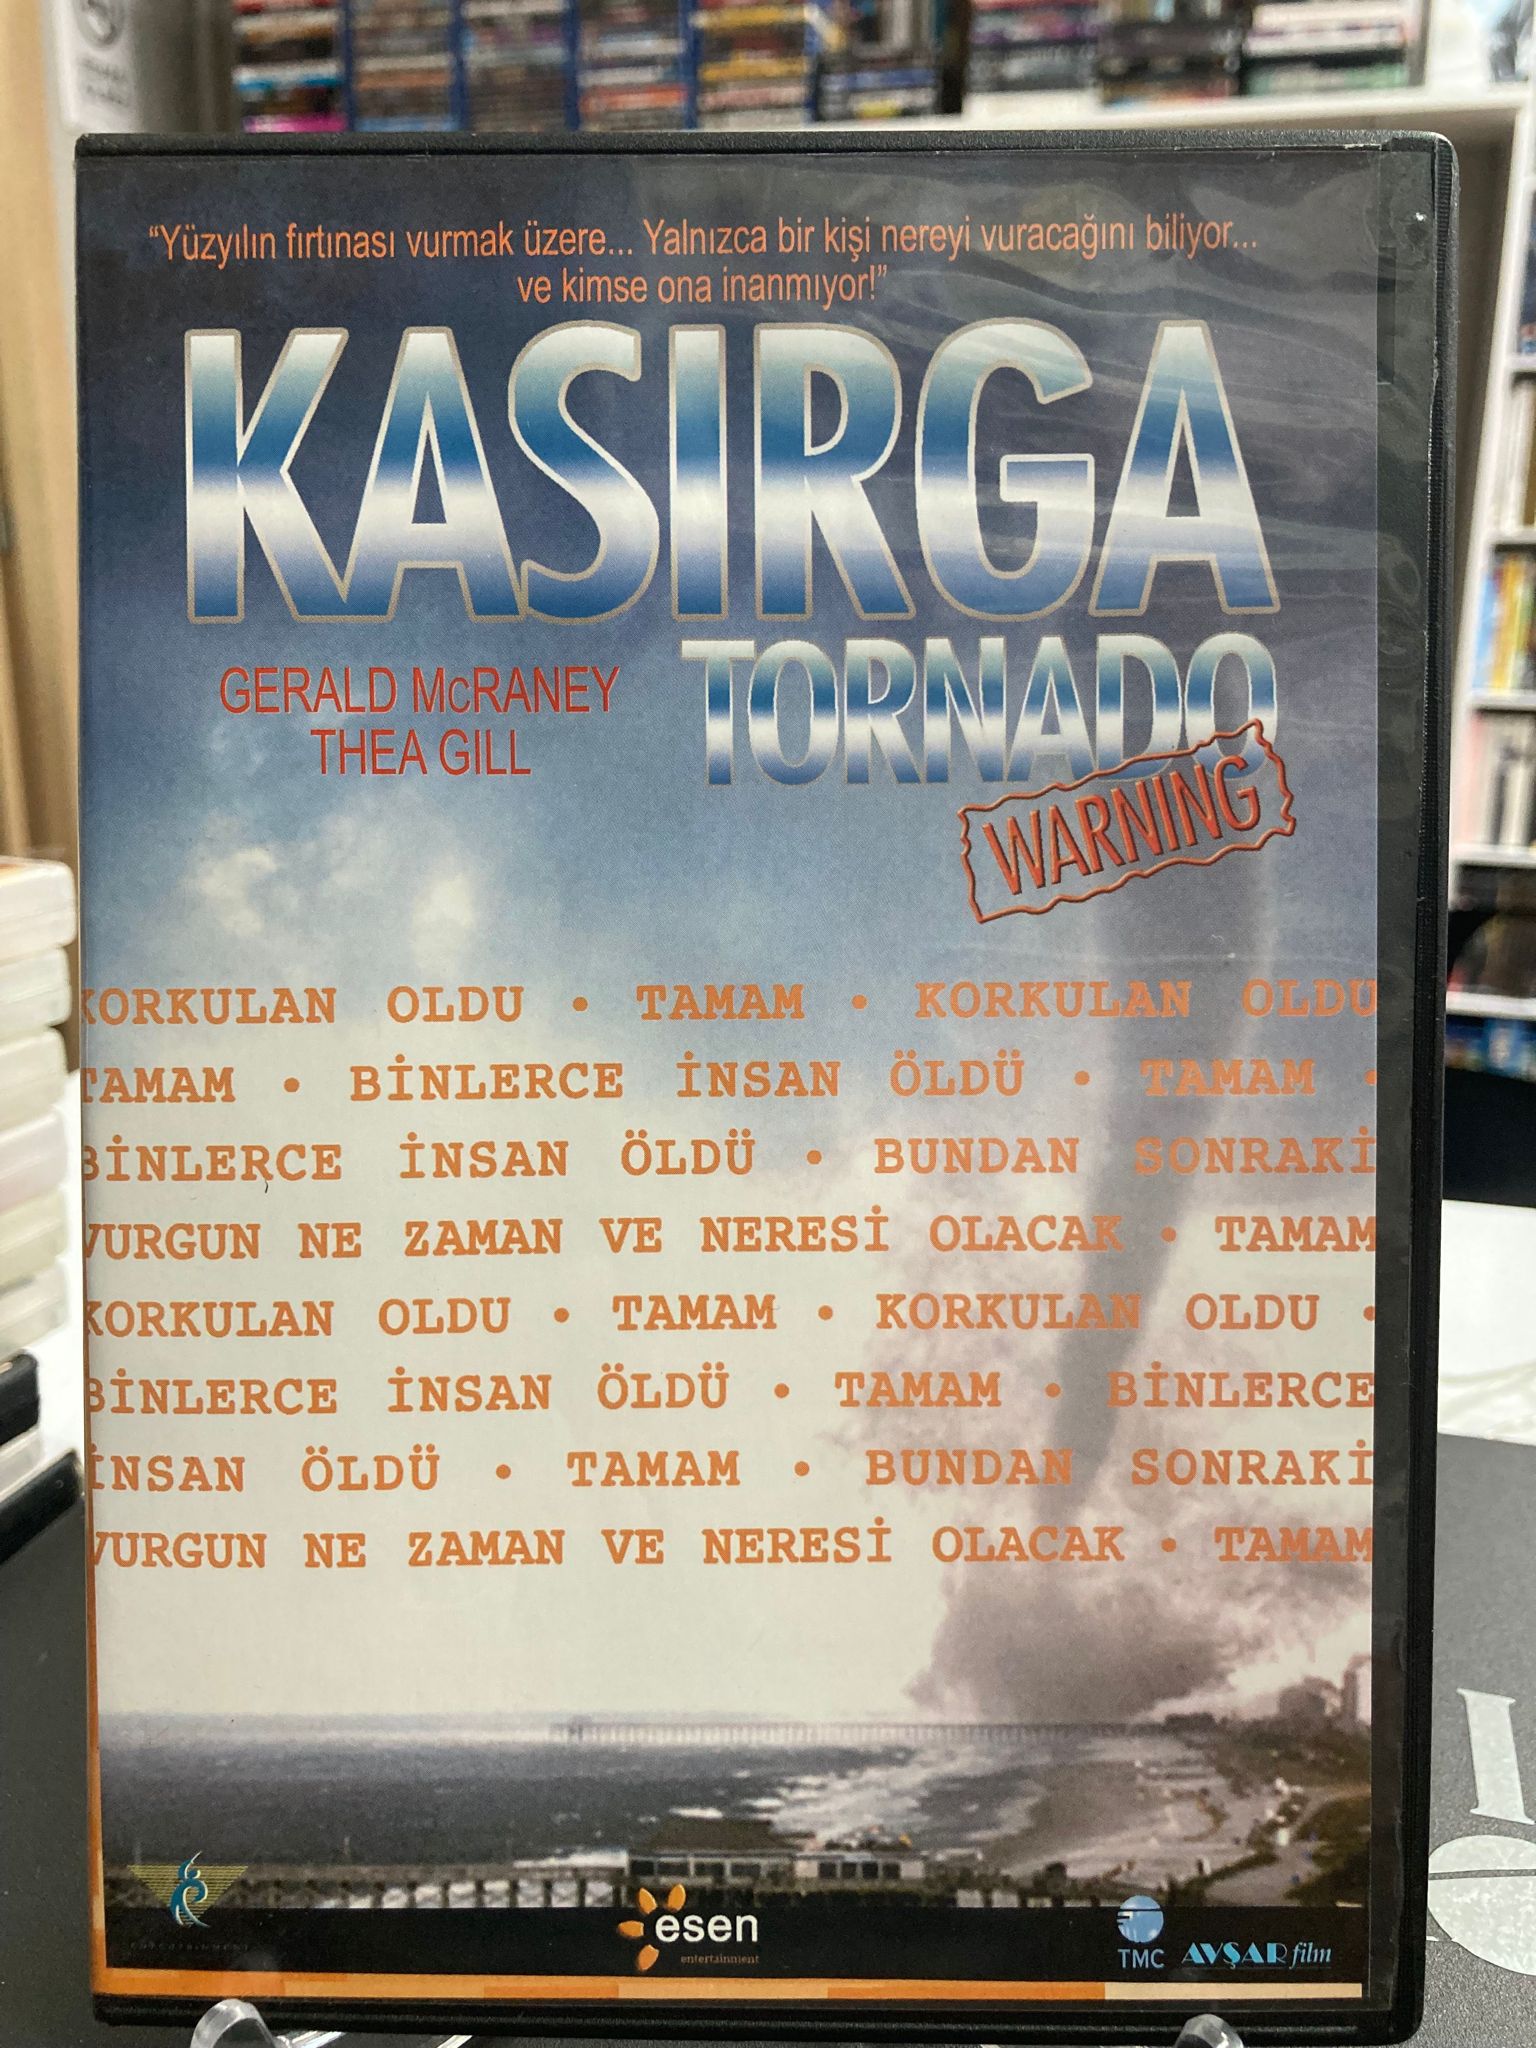 “Yüzyılın fırtınası vurmak üzere... Yalnızca bir kişi nereyi vuracağını biliyor...
ve kimse ona inanmıyor!”
KASIRGA
GERALD McRANEY
THEA GILL
TORNADO
WARNING
KORKULAN OLDU • TAMAM • KORKULAN OLDU
TAMAM • BİNLERCE İNSAN ÖLDÜ • TAMAM •
BİNLERCE İNSAN ÖLDÜ • BUNDAN SONRAKİ
VURGUN NE ZAMAN VE NERESİ OLACAK • TAMAM
KORKULAN OLDU • TAMAM • KORKULAN OLDU •
BİNLERCE İNSAN ÖLDÜ • TAMAM • BİNLERCE
İNSAN ÖLDÜ • TAMAM • BUNDAN SONRAKİ
VURGUN NE ZAMAN VE NERESİ OLACAK • TAMAM
esen
entertainment
TMC
AVŞAR film